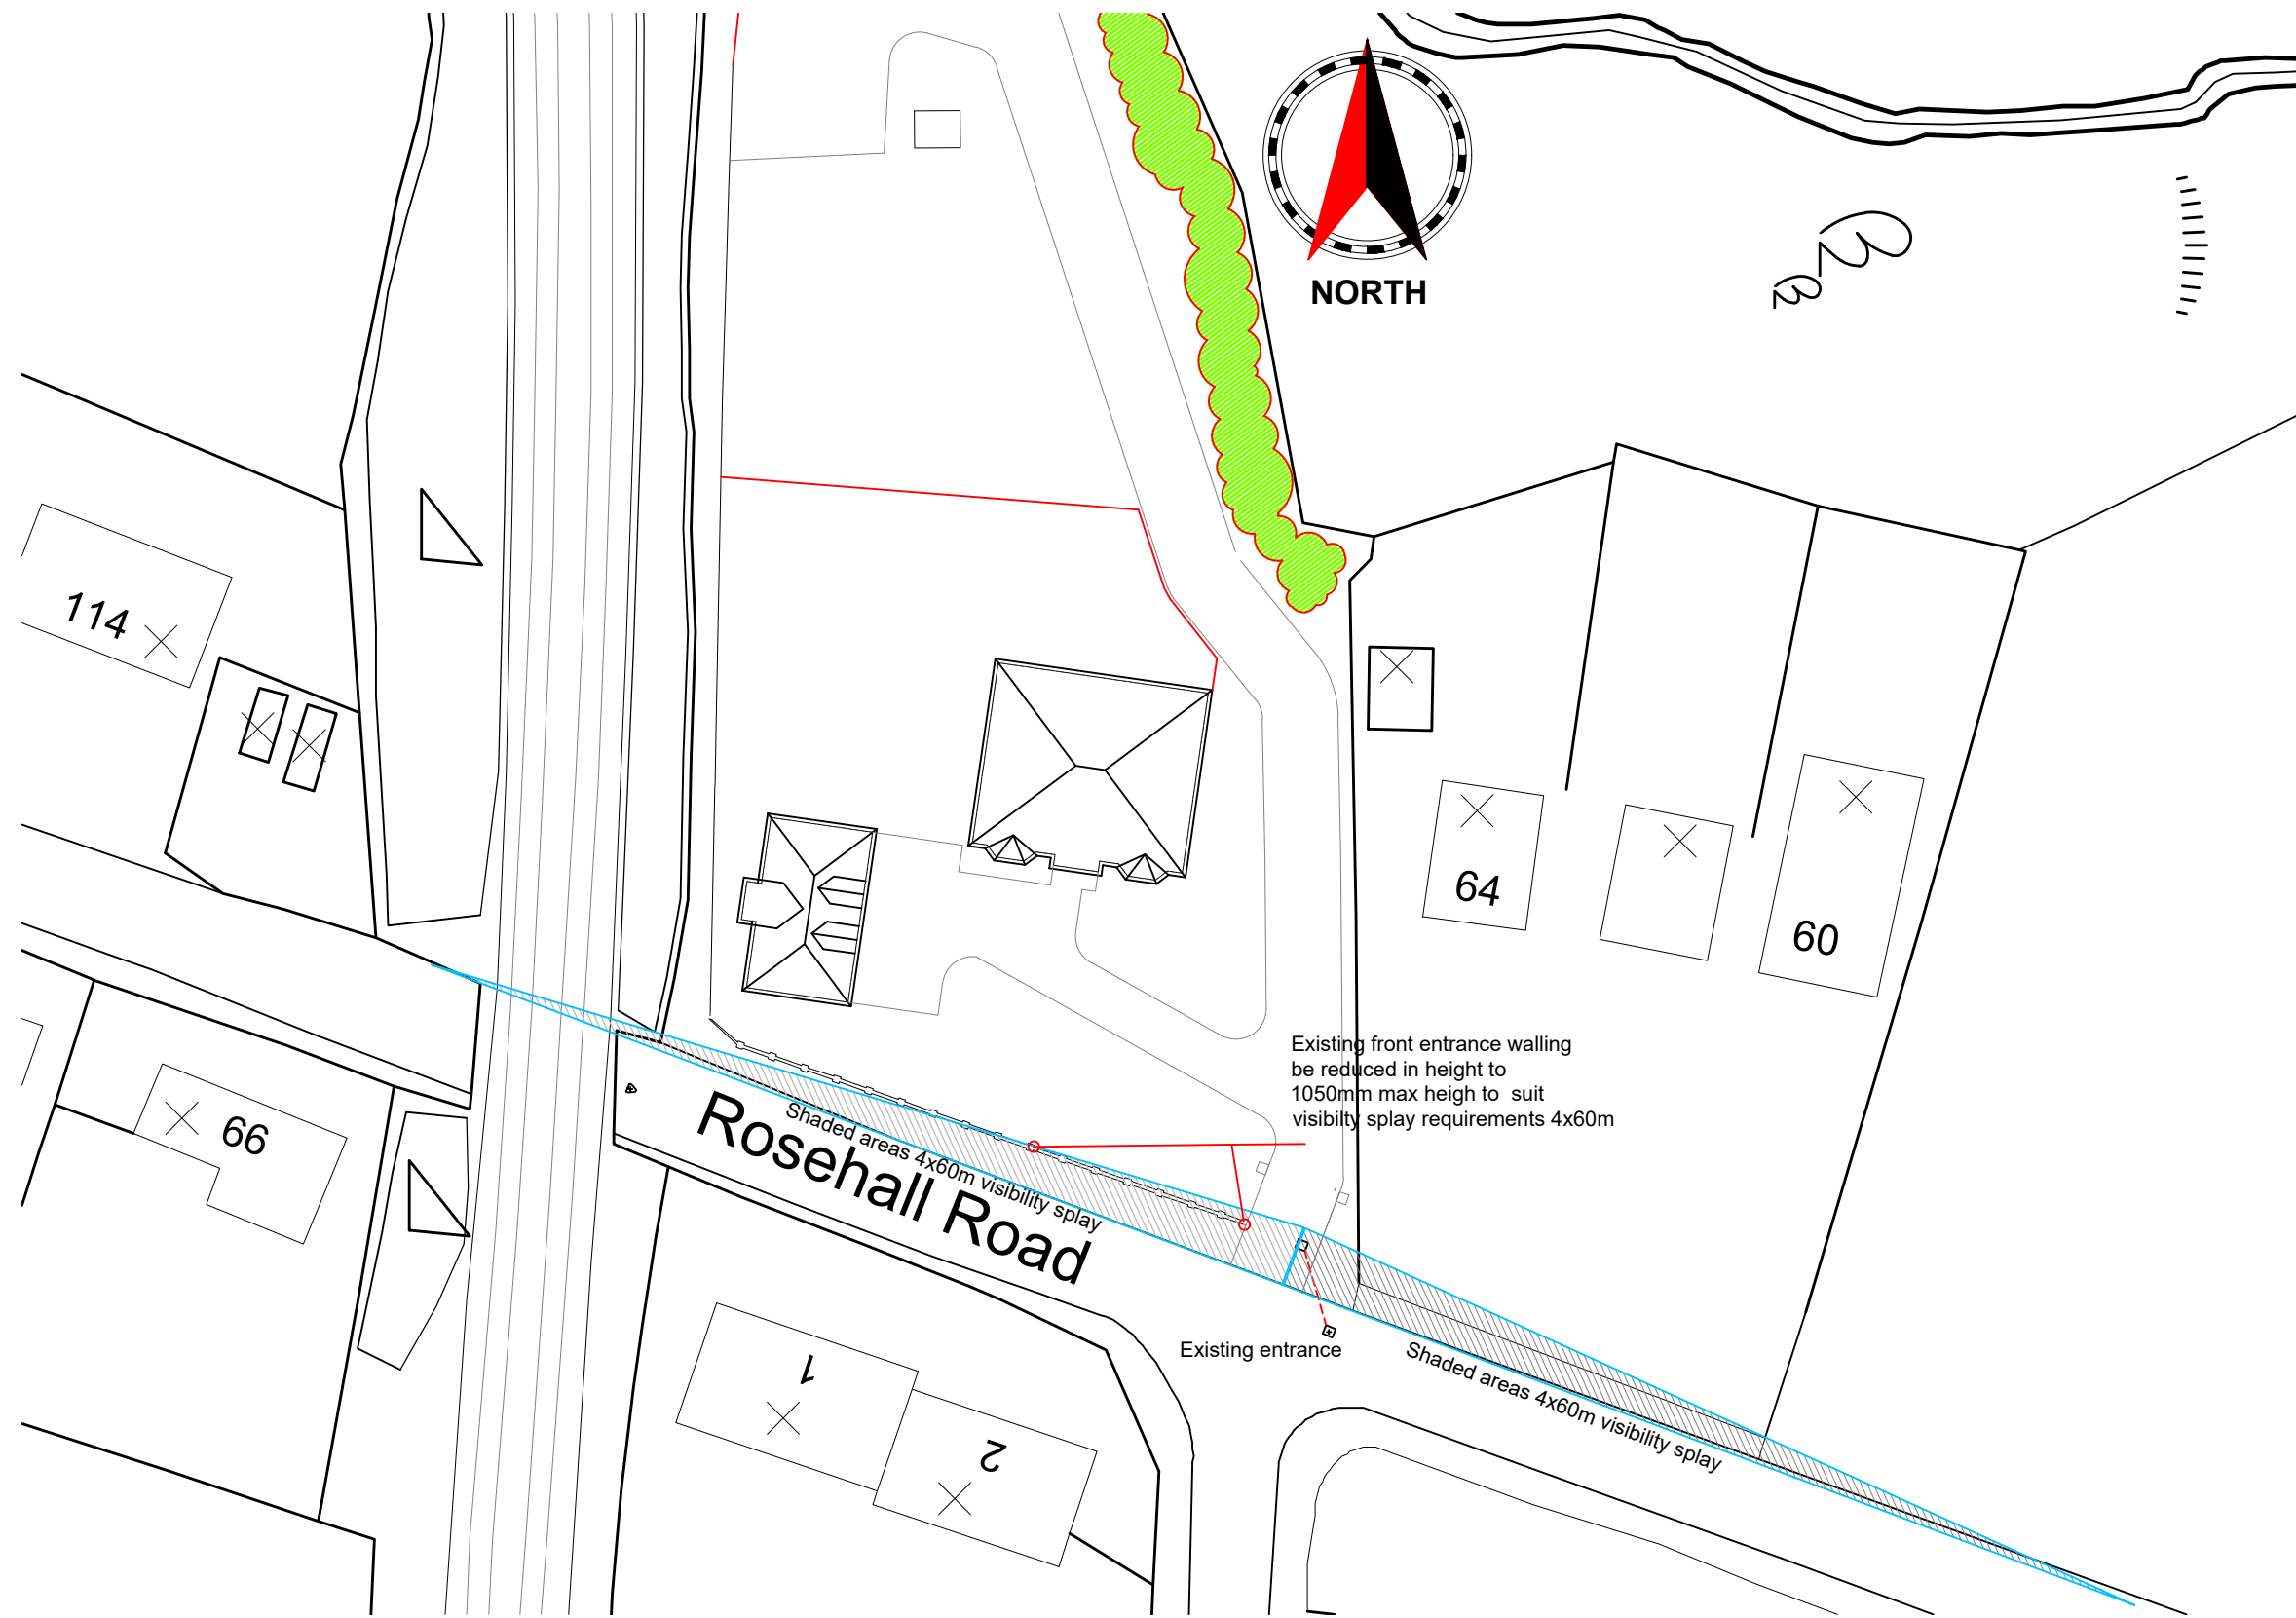 NORTH
114
64
60
Existing front entrance walling
be reduced in height to
1050mm max heigh to suit
visibilty splay requirements 4x60m
66
Shaded areas 4x60m visibility splay
Rosehall Road
Existing entrance
Shaded areas 4x60m visibility splay
1
2